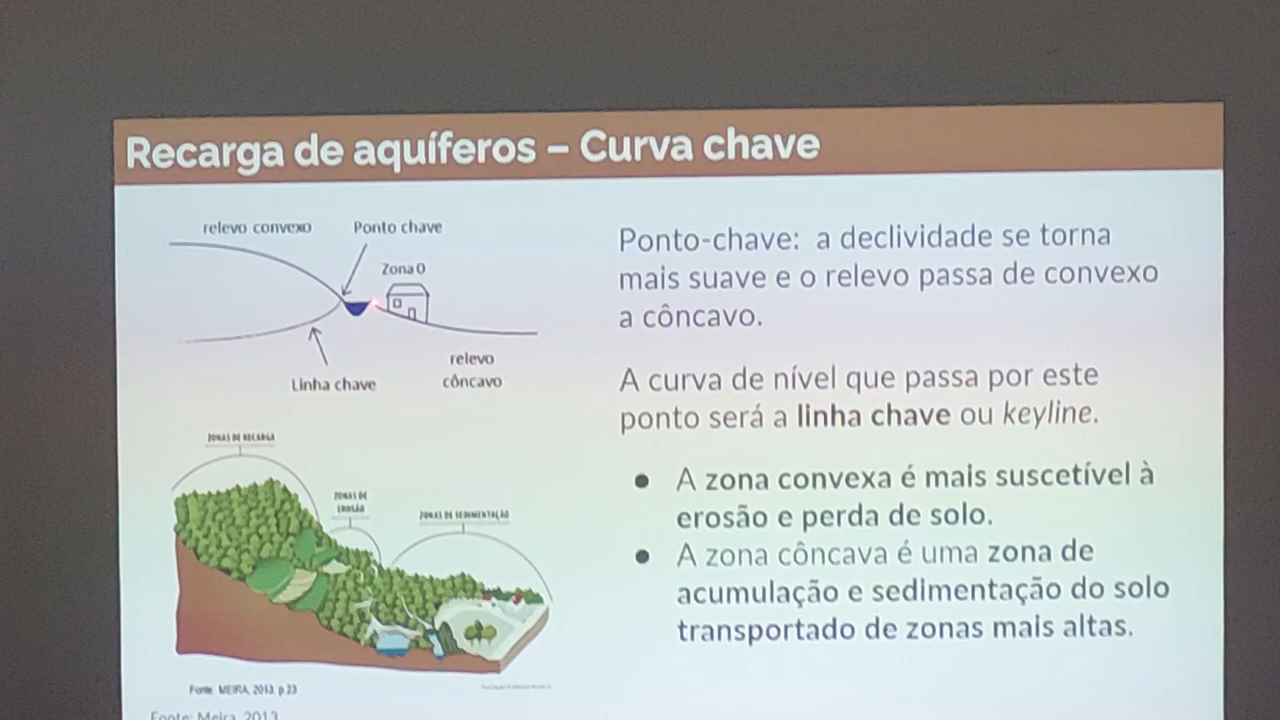 Recarga de aquíferos – Curva chave
relevo convexo
Ponto chave
Zona 0
Linha chave
relevo
côncavo
ZONAS DE RECARGA
ZONAS DE
EROSÃO
ZONAS DE SEDIMENTAÇÃO
Fonte: MEIRA, 2013, p.23
Fonte: Meira, 2013
Ponto-chave: a declividade se torna
mais suave e o relevo passa de convexo
a côncavo.
A curva de nível que passa por este
ponto será a linha chave ou keyline.
● A zona convexa é mais suscetível à
erosão e perda de solo.
● A zona côncava é uma zona de
acumulação e sedimentação do solo
transportado de zonas mais altas.